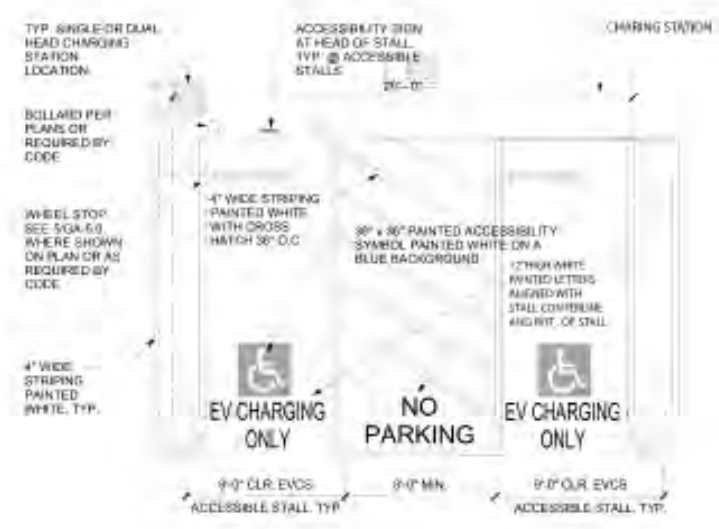 TYP. SINGLE OR DUAL
HEAD CHARGING
STATION
LOCATION
ACCESSIBILITY SIGN
AT HEAD OF STALL.
TYP. @ ACCESSIBLE
STALLS
CHARING STATION
BOLLARD PER
PLANS OR
REQUIRED BY
CODE
WHEEL STOP
WHERE SHOWN
ON PLAN OR AS
REQUIRED BY
CODE
4" WIDE STRIPING
PAINTED WHITE
WITH CROSS
HATCH 36" O.C.
36" x 36" PAINTED ACCESSIBILITY
SYMBOL PAINTED WHITE ON A
BLUE BACKGROUND
12" HIGH WHITE
PAINTED LETTERS
ALIGNED WITH
STALL CENTERLINE
OF STALL
4" WIDE
STRIPING
PAINTED
WHITE, TYP.
EV CHARGING
ONLY
NO
PARKING
EV CHARGING
ONLY
9'-0" CLR. EVCS
ACCESSIBLE STALL, TYP.
MIN.
9'-0" CLR. EVCS
ACCESSIBLE STALL, TYP.